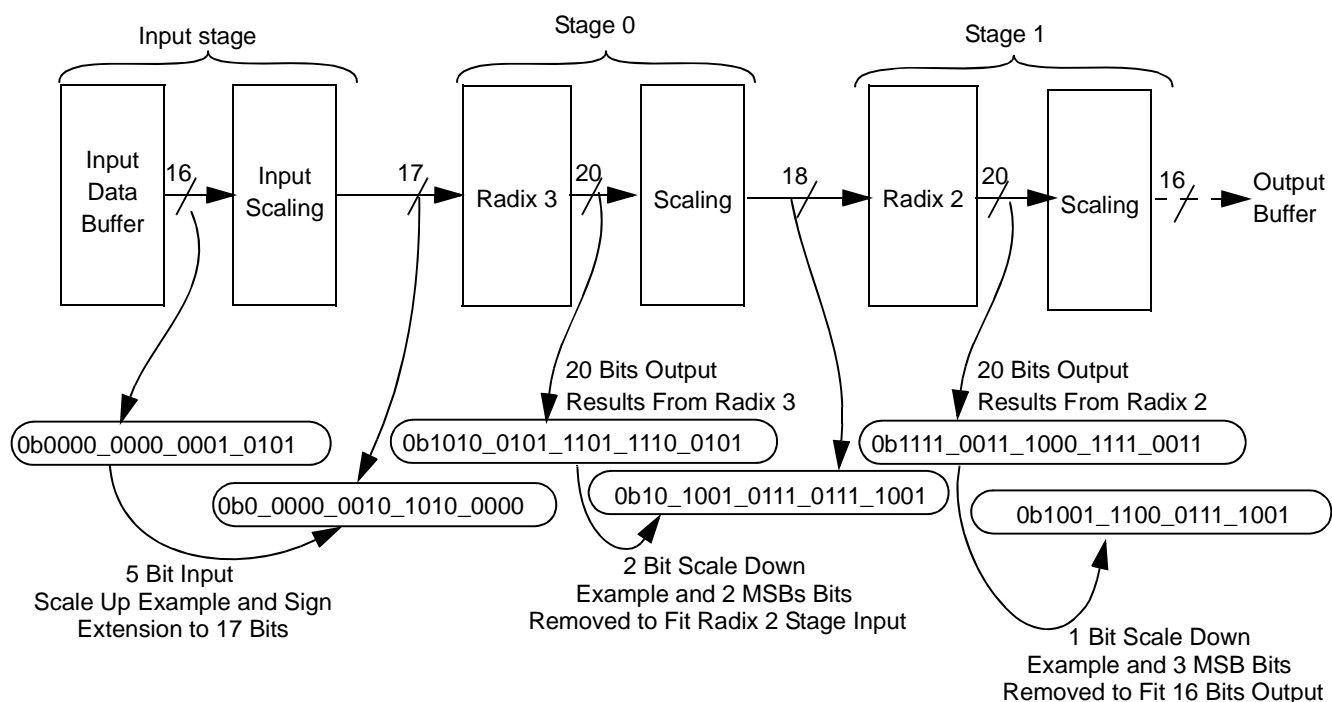 Input stage
Stage 0
Stage 1
Input
Data
Buffer
16
Input
Scaling
17
Radix 3
20
Scaling
18
Radix 2
20
Scaling
16
Output
Buffer
20 Bits Output
Results From Radix 3
20 Bits Output
Results From Radix 2
0b0000_0000_0001_0101
0b1010_0101_1101_1110_0101
0b1111_0011_1000_1111_0011
0b0_0000_0010_1010_0000
0b10_1001_0111_0111_1001
0b1001_1100_0111_1001
5 Bit Input
Scale Up Example and Sign
Extension to 17 Bits
2 Bit Scale Down
Example and 2 MSBs Bits
Removed to Fit Radix 2 Stage Input
1 Bit Scale Down
Example and 3 MSB Bits
Removed to Fit 16 Bits Output